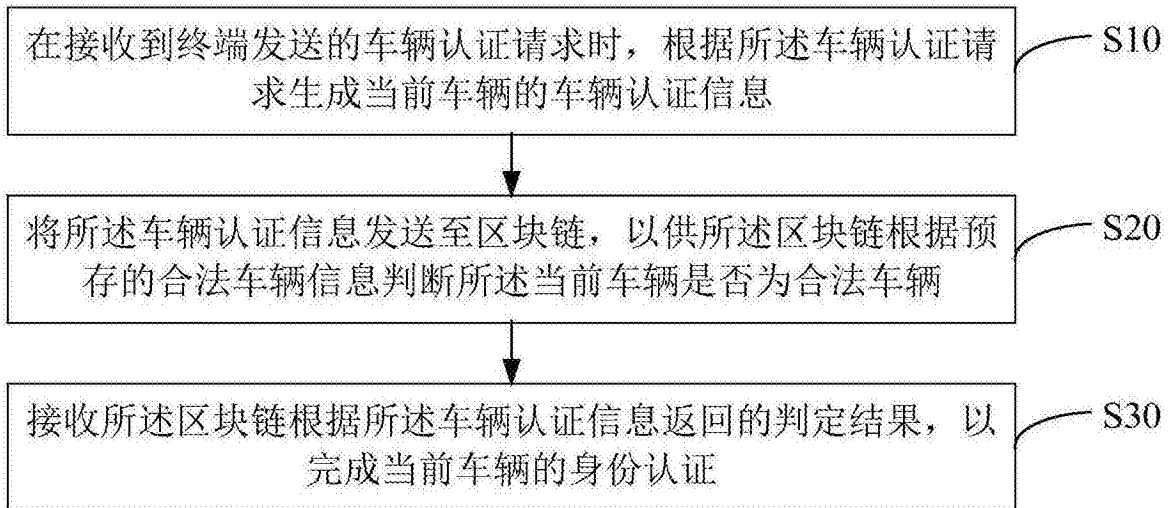 在接收到终端发送的车辆认证请求时，根据所述车辆认证请
求生成当前车辆的车辆认证信息
S10
将所述车辆认证信息发送至区块链，以供所述区块链根据预
存的合法车辆信息判断所述当前车辆是否为合法车辆
S20
接收所述区块链根据所述车辆认证信息返回的判定结果，以
完成当前车辆的身份认证
S30